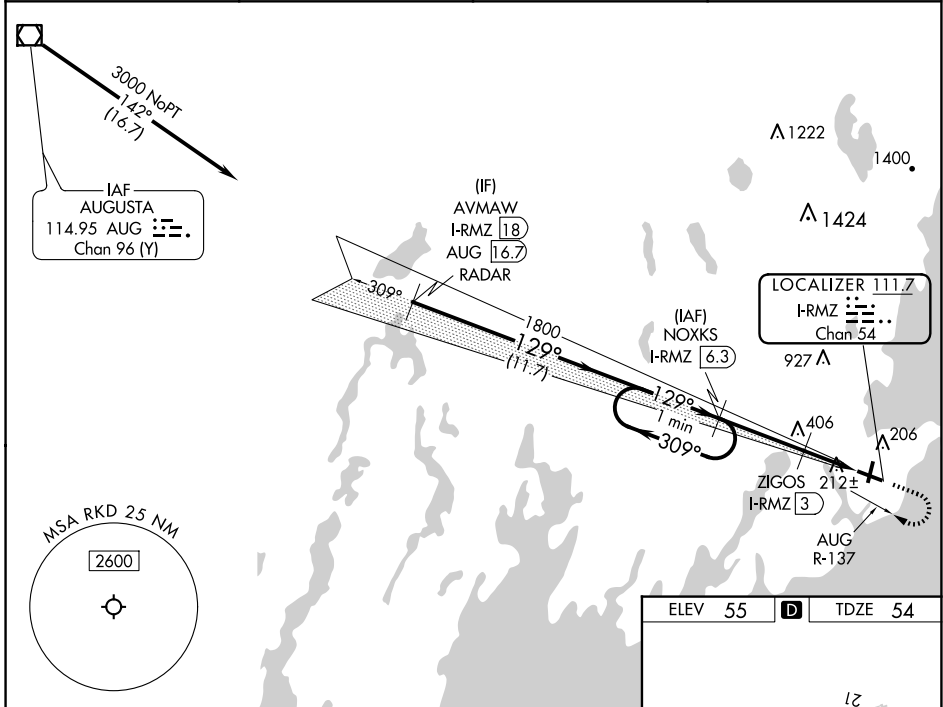 3000 NoPT
142°
(16.7)
IAF
AUGUSTA
114.95 AUG
Chan 96 (Y)
(IF)
AVMAW
I-RMZ 18
AUG 16.7
RADAR
309°
1800
129°
(11.7)
(IAF)
NOXKS
I-RMZ 6.3
129°
1 min
309°
1222
1400
1424
LOCALIZER 111.7
I-RMZ
Chan 54
927
406
206
ZIGOS 212±
I-RMZ 3
AUG
R-137
MSA RKD 25 NM
2600
ELEV 55 D TDZE 54
21